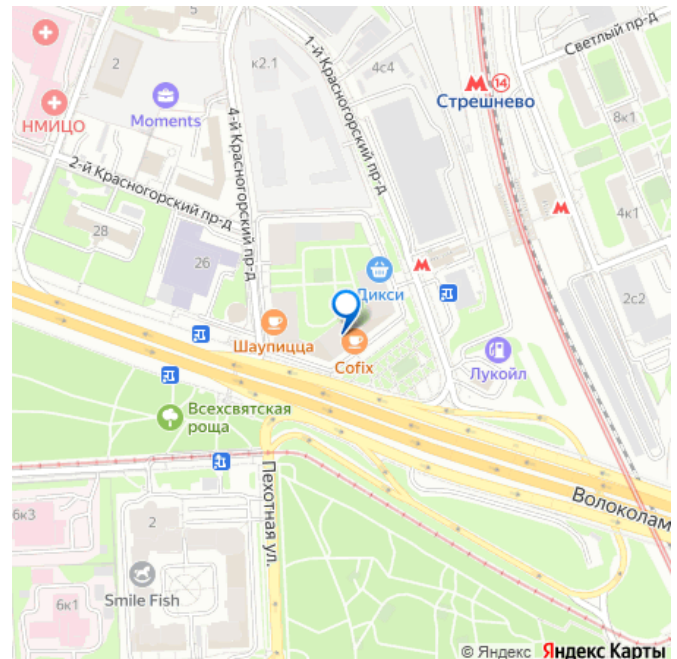 к2.1
1-й Красногорский пр-д
4с4
Светлый пр-д
2
14
Стрешнево
Moments
НМИЦО
8к1
4-й Красногорский пр-д
2-й Красногорский пр-д
4к1
28
26
Дикси
2с2
Шаупицца
Cofix
Лукойл
Всехсвятская
роща
Пехотная ул.
Волоколам
6к3
2
Smile Fish
6к1
© Яндекс Яндекс Карты